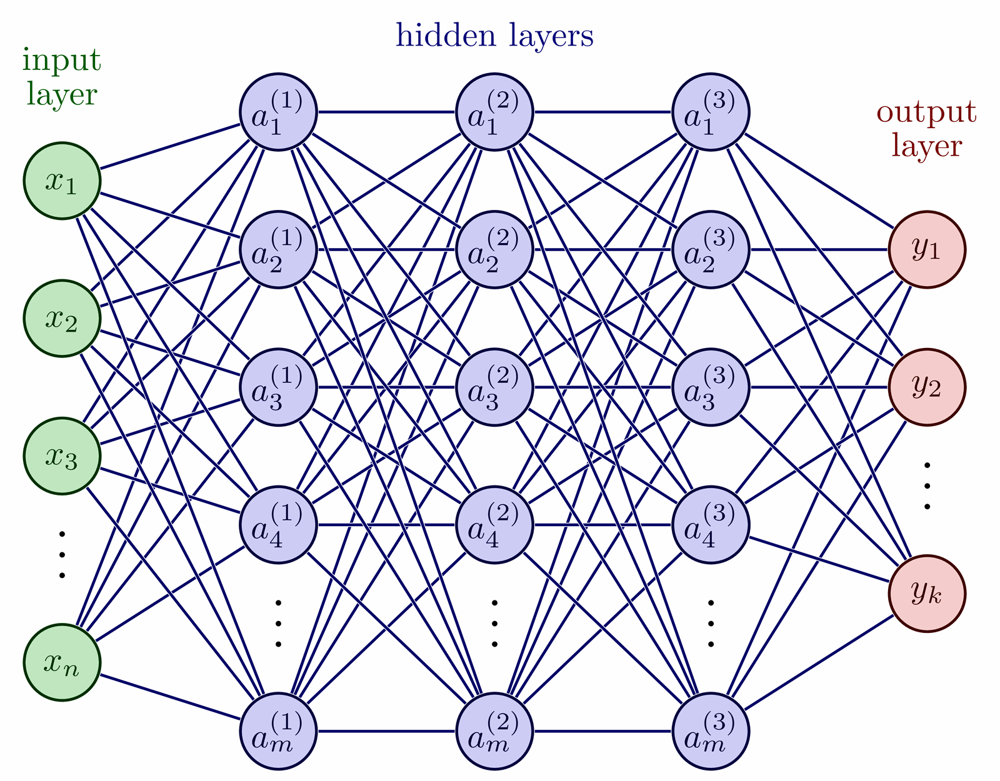 hidden layers
input
layer
output
layer
x₁
x₂
x₃
⋮
xₙ
a₁⁽¹⁾
a₂⁽¹⁾
a₃⁽¹⁾
a₄⁽¹⁾
⋮
aₘ⁽¹⁾
a₁⁽²⁾
a₂⁽²⁾
a₃⁽²⁾
a₄⁽²⁾
⋮
aₘ⁽²⁾
a₁⁽³⁾
a₂⁽³⁾
a₃⁽³⁾
a₄⁽³⁾
⋮
aₘ⁽³⁾
y₁
y₂
⋮
yₖ